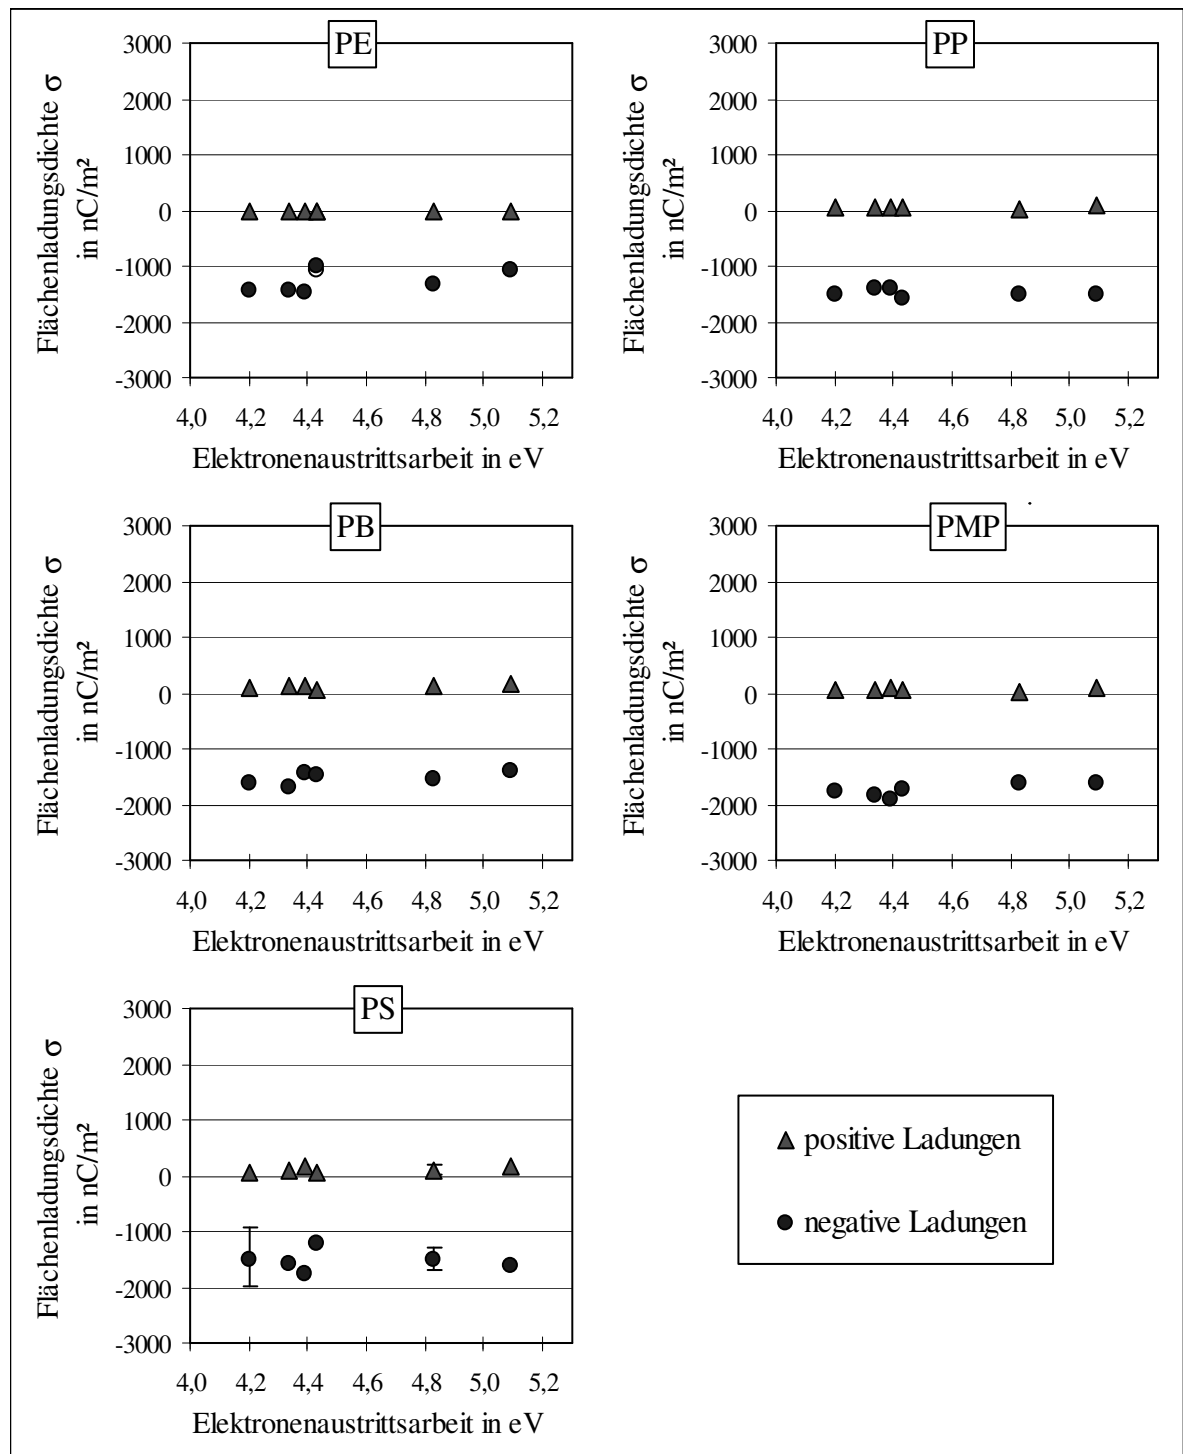 PE
3000
2000
1000
0
-1000
-2000
-3000
Flächenladungsdichte σ
in nC/m²
4,0 4,2 4,4 4,6 4,8 5,0 5,2
Elektronenaustrittsarbeit in eV
PP
3000
2000
1000
0
-1000
-2000
-3000
Flächenladungsdichte σ
in nC/m²
4,0 4,2 4,4 4,6 4,8 5,0 5,2
Elektronenaustrittsarbeit in eV
PB
3000
2000
1000
0
-1000
-2000
-3000
Flächenladungsdichte σ
in nC/m²
4,0 4,2 4,4 4,6 4,8 5,0 5,2
Elektronenaustrittsarbeit in eV
PMP
3000
2000
1000
0
-1000
-2000
-3000
Flächenladungsdichte σ
in nC/m²
4,0 4,2 4,4 4,6 4,8 5,0 5,2
Elektronenaustrittsarbeit in eV
PS
3000
2000
1000
0
-1000
-2000
-3000
Flächenladungsdichte σ
in nC/m²
4,0 4,2 4,4 4,6 4,8 5,0 5,2
Elektronenaustrittsarbeit in eV
positive Ladungen
negative Ladungen